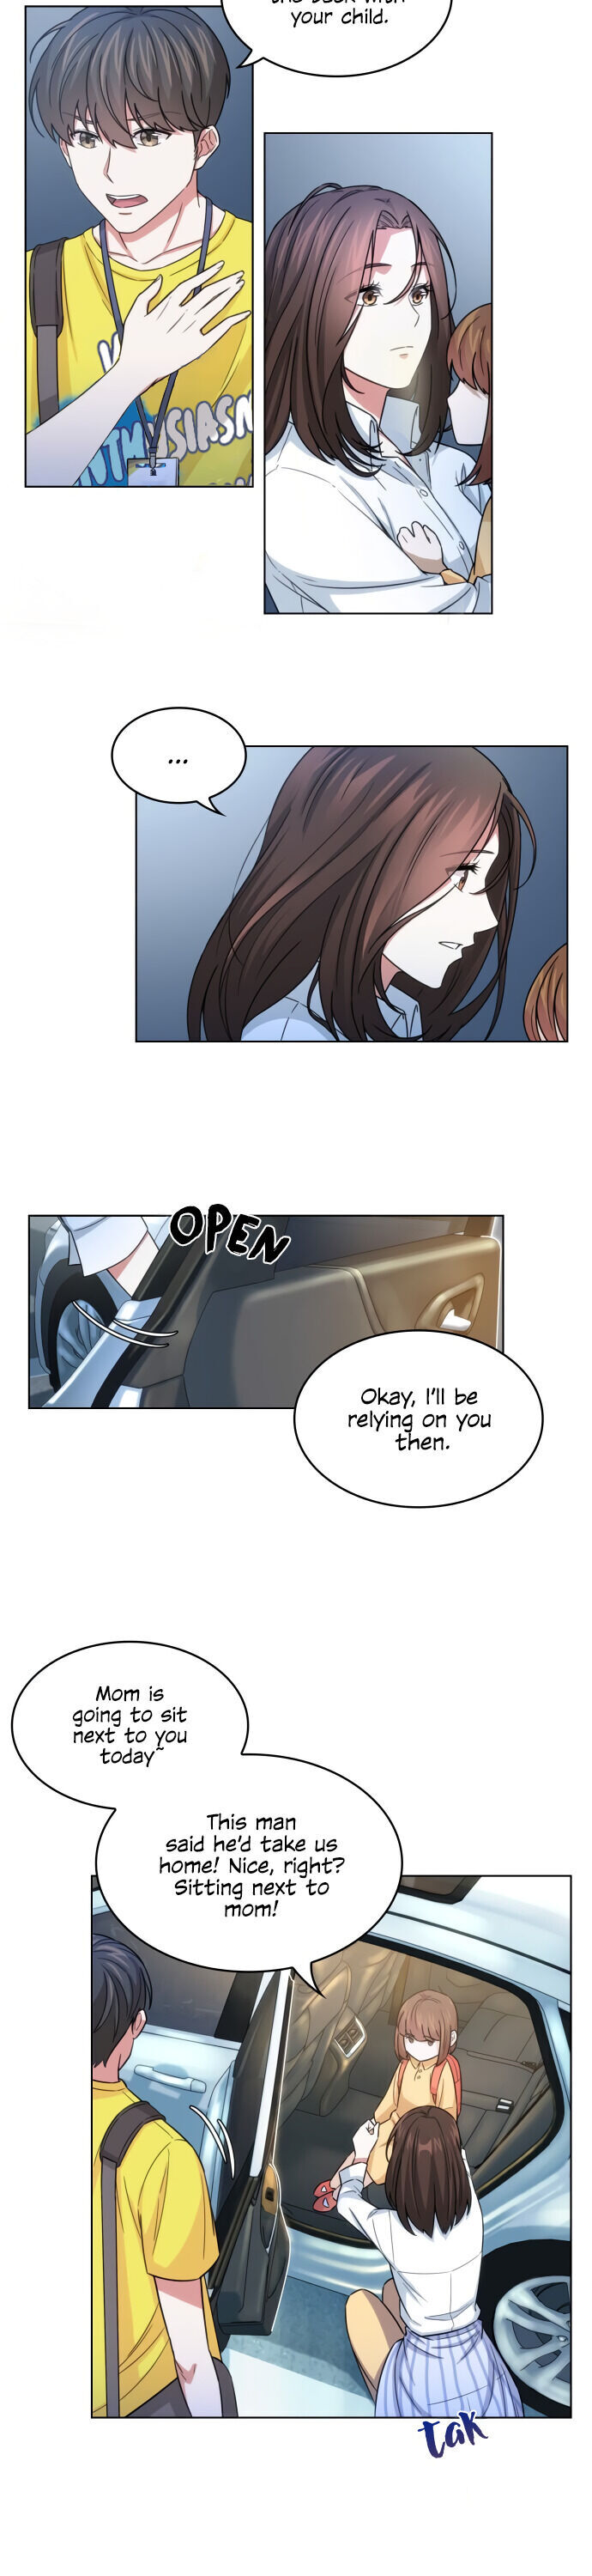 your child.
...
OPEN
Okay, I'll be
relying on you
then.
Mom is
going to sit
next to you
today~
This man
said he'd take us
home! Nice, right?
Sitting next to
mom!
tak